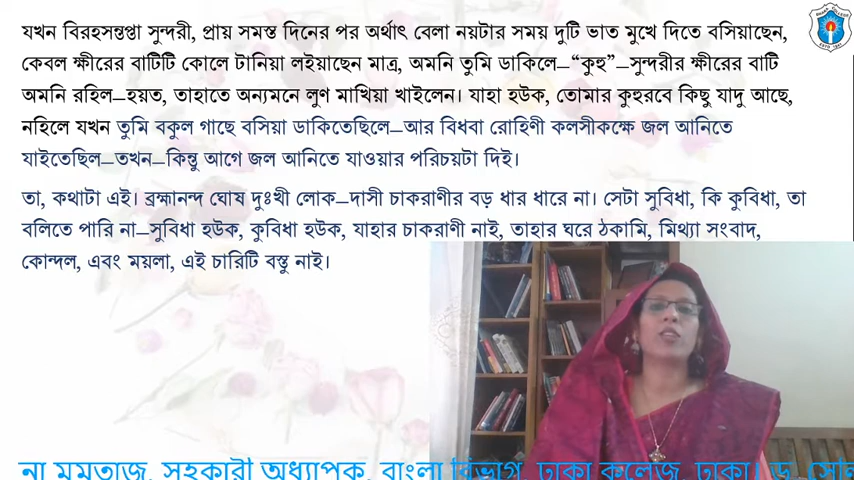 যখন বিরহসন্তপ্তা সুন্দরী, প্রায় সমস্ত দিনের পর অর্থাৎ বেলা নয়টার সময় দুটি ভাত মুখে দিতে বসিয়াছেন,
কেবল ক্ষীরের বাটিটি কোলে টানিয়া লইয়াছেন মাত্র, অমনি তুমি ডাকিলে–“কুহু”–সুন্দরীর ক্ষীরের বাটি
অমনি রহিল–হয়ত, তাহাতে অন্যমনে লুণ মাখিয়া খাইলেন। যাহা হউক, তোমার কুহুরবে কিছু যাদু আছে,
নহিলে যখন তুমি বকুল গাছে বসিয়া ডাকিতেছিলে–আর বিধবা রোহিণী কলসীকক্ষে জল আনিতে
যাইতেছিল–তখন–কিন্তু আগে জল আনিতে যাওয়ার পরিচয়টা দিই।
তা, কথাটা এই। ব্রহ্মানন্দ ঘোষ দুঃখী লোক–দাসী চাকরাণীর বড় ধার ধারে না। সেটা সুবিধা, কি কুবিধা, তা
বলিতে পারি না–সুবিধা হউক, কুবিধা হউক, যাহার চাকরাণী নাই, তাহার ঘরে ঠকামি, মিথ্যা সংবাদ,
কোন্দল, এবং ময়লা, এই চারিটি বস্তু নাই।
না মমতাজ, সহকারী অধ্যাপক, বাংলা বিভাগ, ঢাকা কলেজ, ঢাকা। ড. সোন